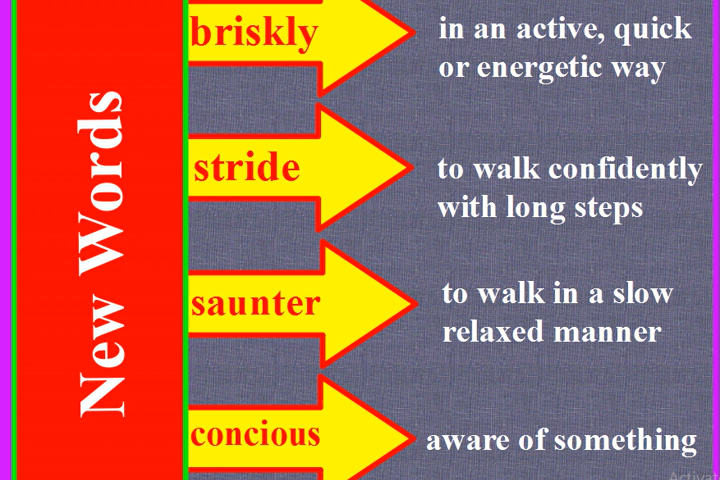 New Words
briskly
in an active, quick
or energetic way
stride
to walk confidently
with long steps
saunter
to walk in a slow
relaxed manner
concious
aware of something
Activat